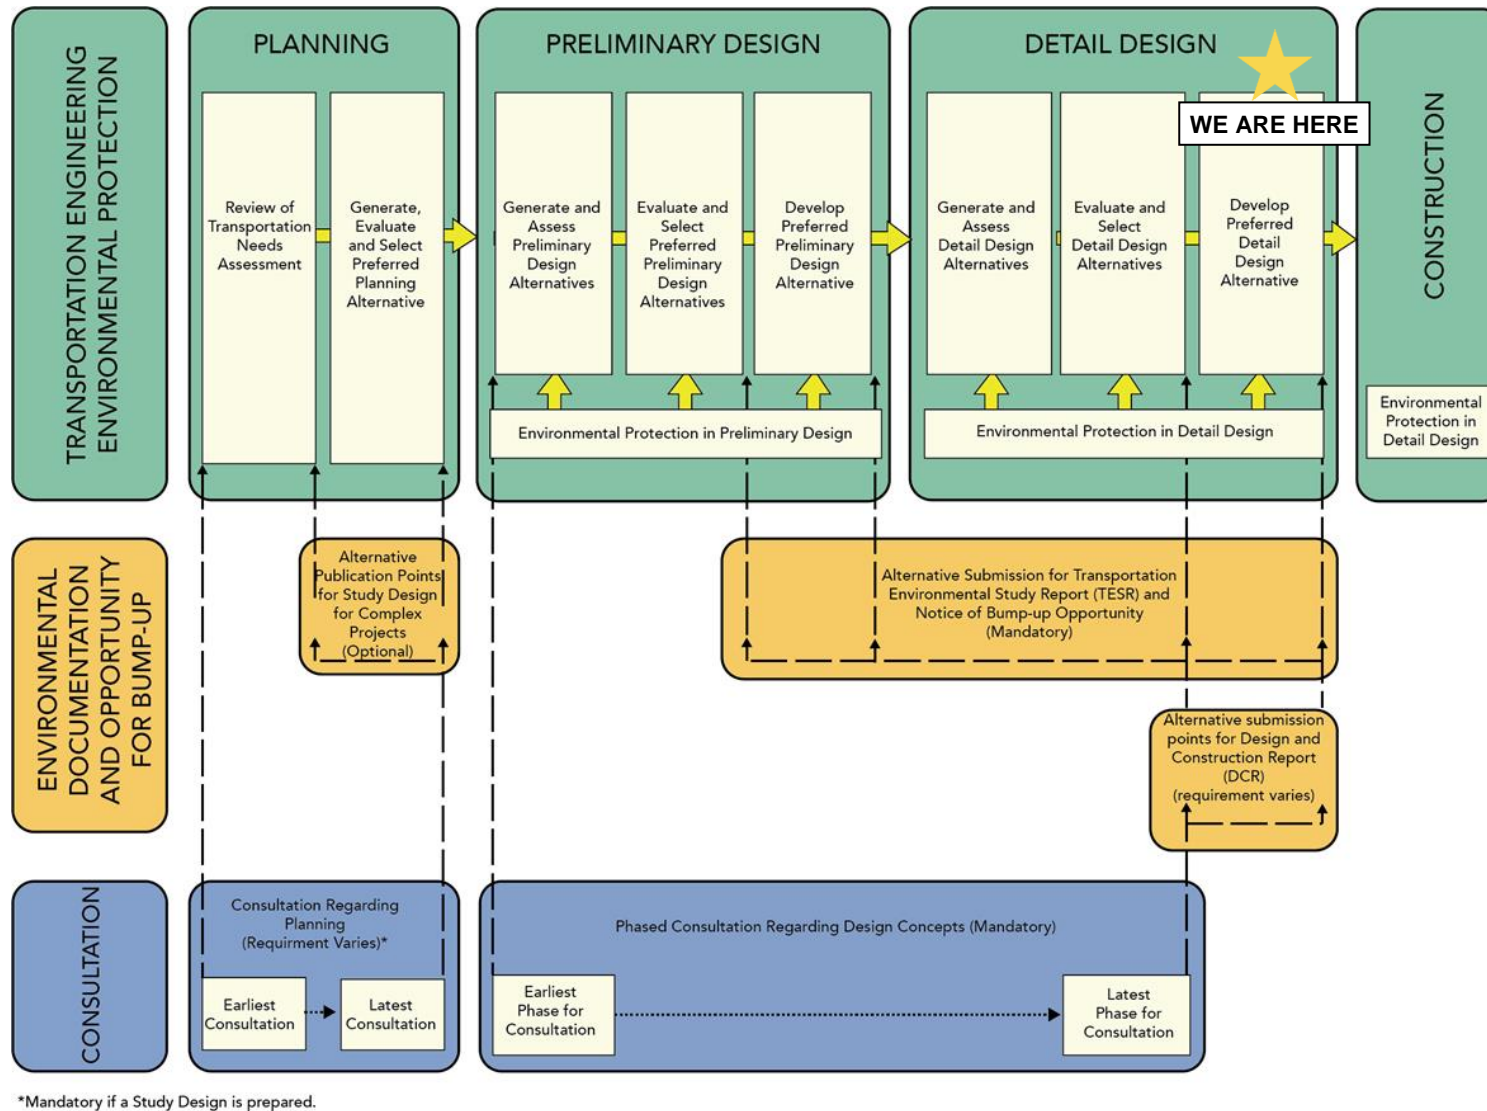 TRANSPORTATION ENGINEERING
ENVIRONMENTAL PROTECTION
PLANNING
Review of
Transportation
Needs
Assessment
Generate,
Evaluate
and Select
Preferred
Planning
Alternative
PRELIMINARY DESIGN
Generate and
Assess
Preliminary
Design
Alternatives
Evaluate and
Select
Preferred
Preliminary
Design
Alternatives
Develop
Preferred
Preliminary
Design
Alternative
Environmental Protection in Preliminary Design
DETAIL DESIGN
WE ARE HERE
Generate and
Assess
Detail Design
Alternatives
Evaluate and
Select
Detail Design
Alternatives
Develop
Preferred
Detail
Design
Alternative
Environmental Protection in Detail Design
CONSTRUCTION
Environmental
Protection in
Detail Design
ENVIRONMENTAL
DOCUMENTATION
AND OPPORTUNITY
FOR BUMP-UP
Alternative
Publication Points
for Study Design
for Complex
Projects
(Optional)
Alternative Submission for Transportation
Environmental Study Report (TESR) and
Notice of Bump-up Opportunity
(Mandatory)
Alternative submission
points for Design and
Construction Report
(DCR)
(requirement varies)
CONSULTATION
Consultation Regarding
Planning
(Requirment Varies)*
Earliest
Consultation
Latest
Consultation
Phased Consultation Regarding Design Concepts (Mandatory)
Earliest
Phase for
Consultation
Latest
Phase for
Consultation
*Mandatory if a Study Design is prepared.